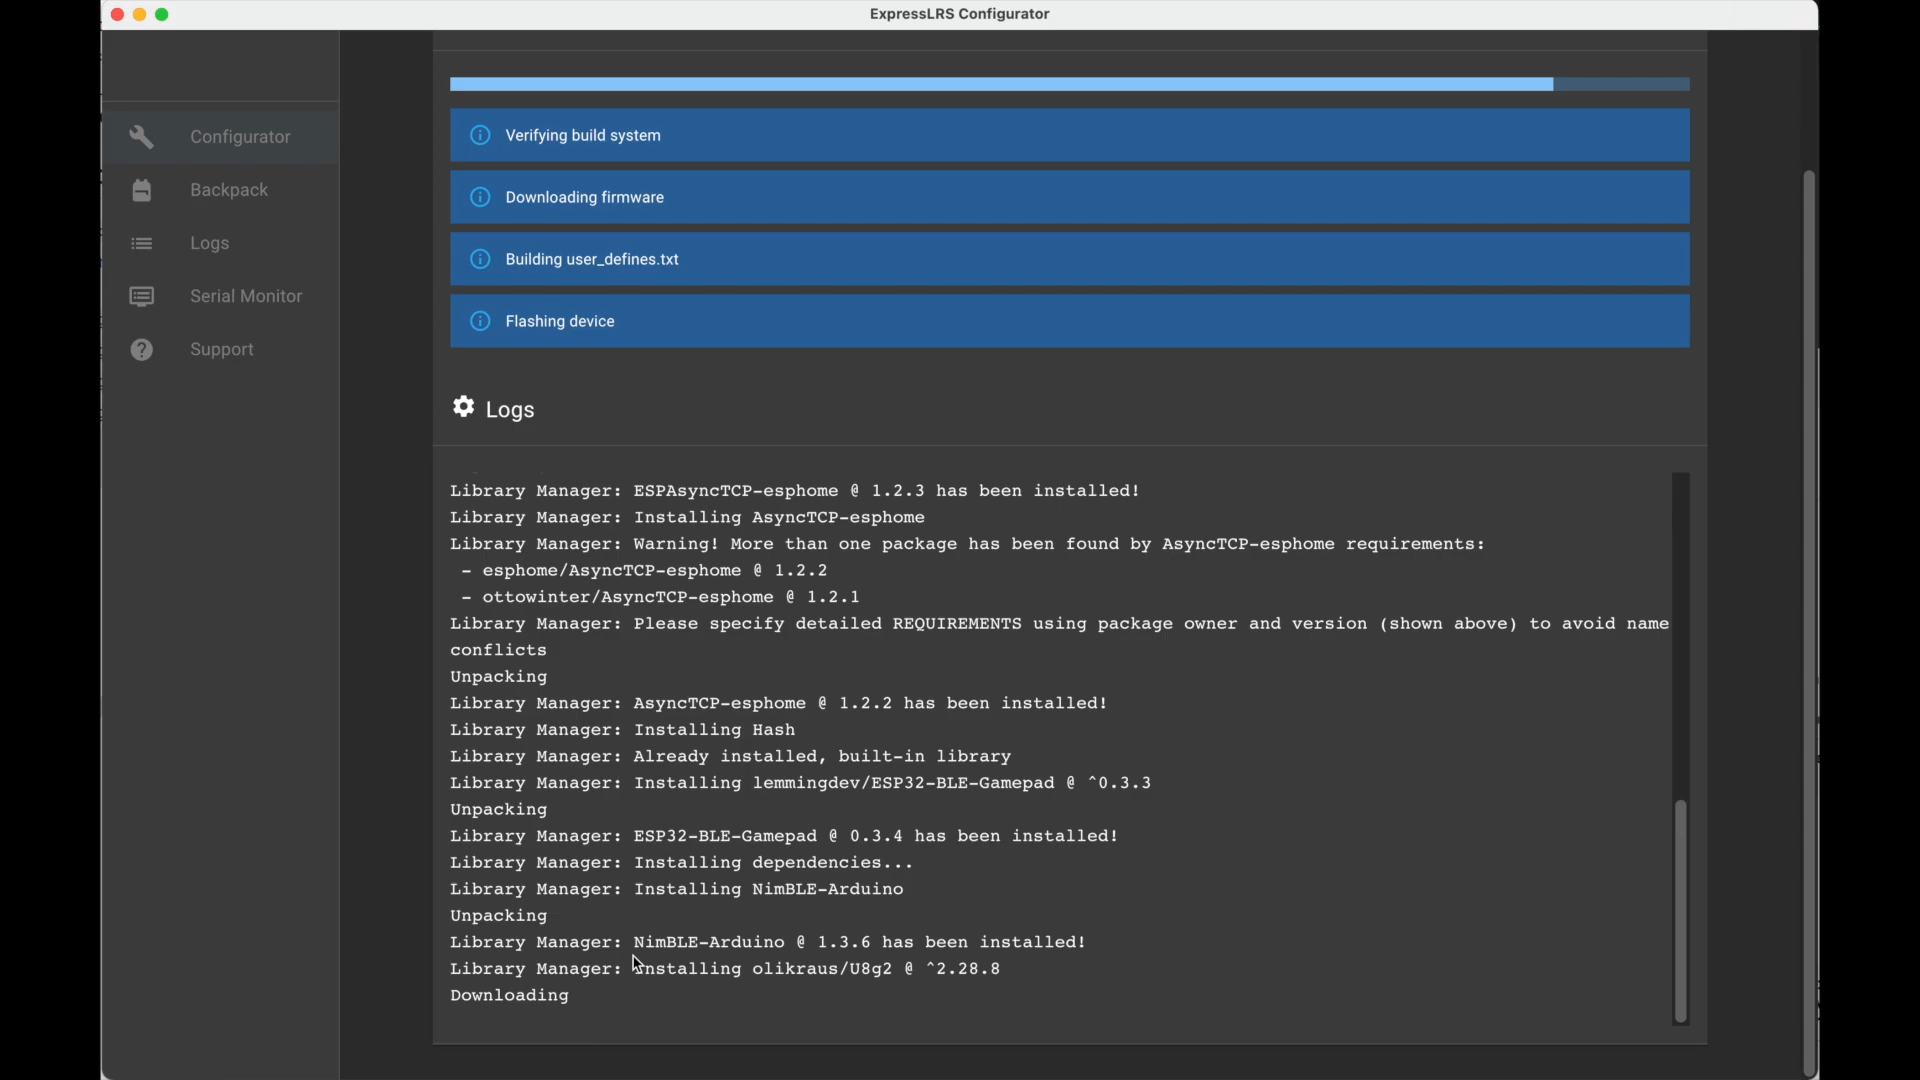 ExpressLRS Configurator
Configurator
Backpack
Logs
Serial Monitor
Support
Verifying build system
Downloading firmware
Building user_defines.txt
Flashing device
Logs
Library Manager: ESPAsyncTCP-esphome @ 1.2.3 has been installed!
Library Manager: Installing AsyncTCP-esphome
Library Manager: Warning! More than one package has been found by AsyncTCP-esphome requirements:
- esphome/AsyncTCP-esphome @ 1.2.2
- ottowinter/AsyncTCP-esphome @ 1.2.1
Library Manager: Please specify detailed REQUIREMENTS using package owner and version (shown above) to avoid name
conflicts
Unpacking
Library Manager: AsyncTCP-esphome @ 1.2.2 has been installed!
Library Manager: Installing Hash
Library Manager: Already installed, built-in library
Library Manager: Installing lemmingdev/ESP32-BLE-Gamepad @ ^0.3.3
Unpacking
Library Manager: ESP32-BLE-Gamepad @ 0.3.4 has been installed!
Library Manager: Installing dependencies...
Library Manager: Installing NimBLE-Arduino
Unpacking
Library Manager: NimBLE-Arduino @ 1.3.6 has been installed!
Library Manager: Installing olikraus/U8g2 @ ^2.28.8
Downloading